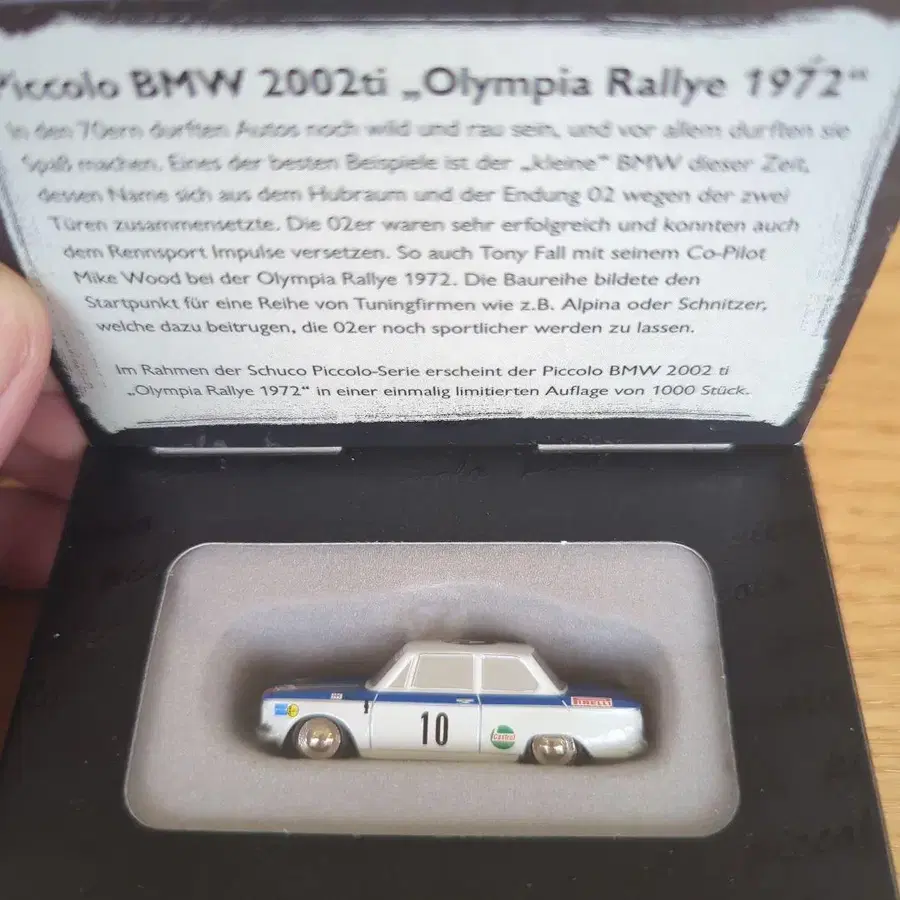 Piccolo BMW 2002ti „Olympia Rallye 1972“
In den 70ern durften Autos noch wild und rau sein, und vor allem durften sie
Spaß machen. Eines der besten Beispiele ist der „kleine“ BMW dieser Zeit,
dessen Name sich aus dem Hubraum und der Endung 02 wegen der zwei
Türen zusammensetzte. Die 02er waren sehr erfolgreich und konnten auch
dem Rennsport Impulse versetzen. So auch Tony Fall mit seinem Co-Pilot
Mike Wood bei der Olympia Rallye 1972. Die Baureihe bildete den
Startpunkt für eine Reihe von Tuningfirmen wie z.B. Alpina oder Schnitzer,
welche dazu beitrugen, die 02er noch sportlicher werden zu lassen.
Im Rahmen der Schuco Piccolo-Serie erscheint der Piccolo BMW 2002 ti
„Olympia Rallye 1972“ in einer einmalig limitierten Auflage von 1000 Stück.
PIRELLI
10
Castrol